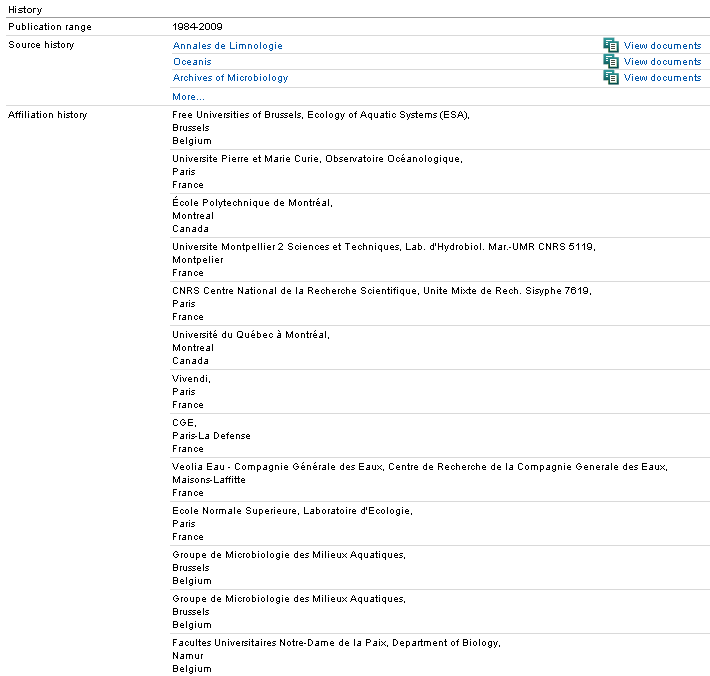 History
Publication range 1984-2009
Source history Annales de Limnologie View documents
Oceanis View documents
Archives of Microbiology View documents
More...
Affiliation history Free Universities of Brussels, Ecology of Aquatic Systems (ESA),
Brussels
Belgium
Universite Pierre et Marie Curie, Observatoire Océanologique,
Paris
France
École Polytechnique de Montréal,
Montreal
Canada
Universite Montpellier 2 Sciences et Techniques, Lab. d'Hydrobiol. Mar.-UMR CNRS 5119,
Montpelier
France
CNRS Centre National de la Recherche Scientifique, Unite Mixte de Rech. Sisyphe 7619,
Paris
France
Université du Québec à Montréal,
Montreal
Canada
Vivendi,
Paris
France
CGE,
Paris-La Defense
France
Veolia Eau - Compagnie Générale des Eaux, Centre de Recherche de la Compagnie Generale des Eaux,
Maisons-Laffitte
France
Ecole Normale Superieure, Laboratoire d'Ecologie,
Paris
France
Groupe de Microbiologie des Milieux Aquatiques,
Brussels
Belgium
Groupe de Microbiologie des Milieux Aquatiques,
Brussels
Belgium
Facultes Universitaires Notre-Dame de la Paix, Department of Biology,
Namur
Belgium